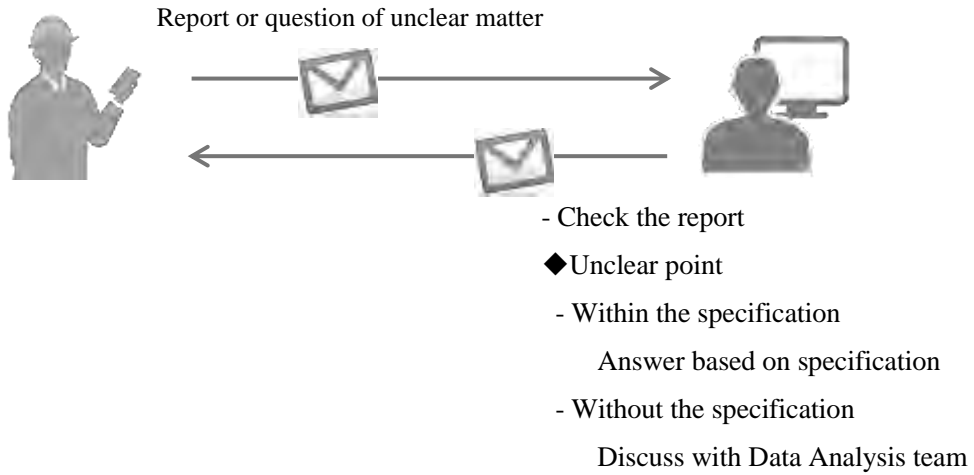 Report or question of unclear matter
- Check the report
◆Unclear point
- Within the specification
Answer based on specification
- Without the specification
Discuss with Data Analysis team